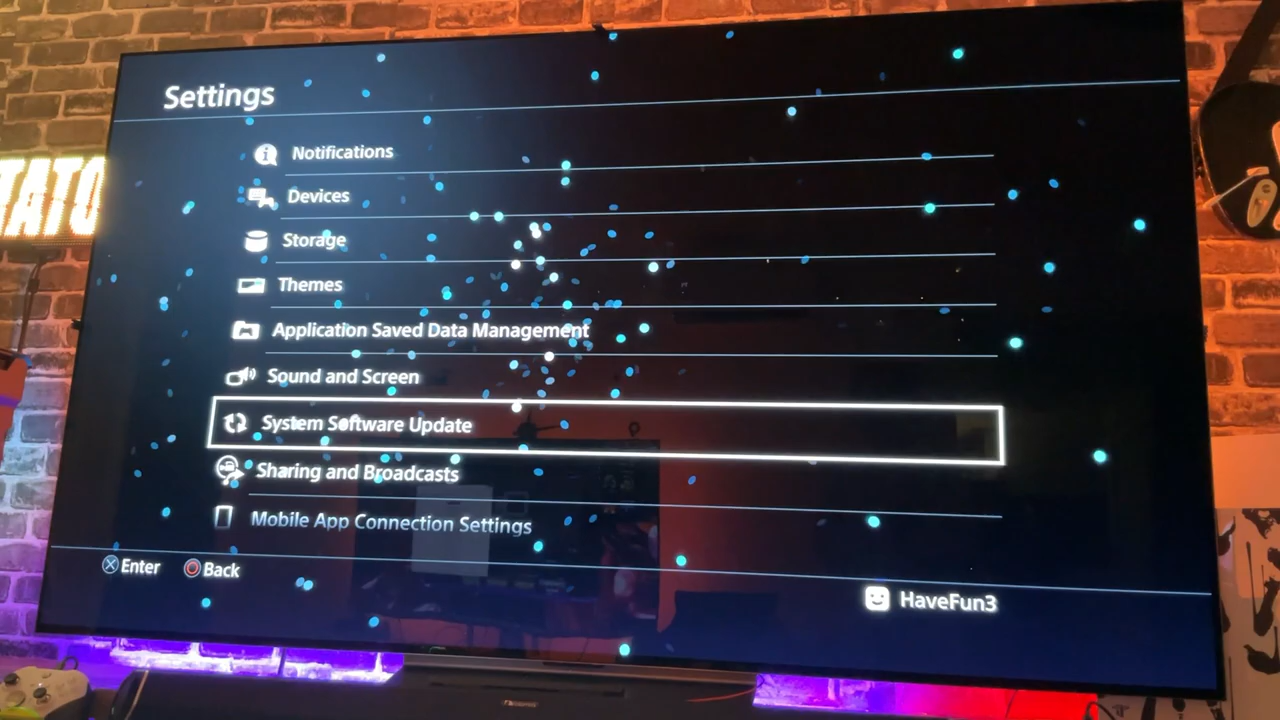 Settings
TATO
Notifications
Devices
Storage
Themes
Application Saved Data Management
Sound and Screen
System Software Update
Sharing and Broadcasts
Mobile App Connection Settings
Enter
Back
HaveFun3